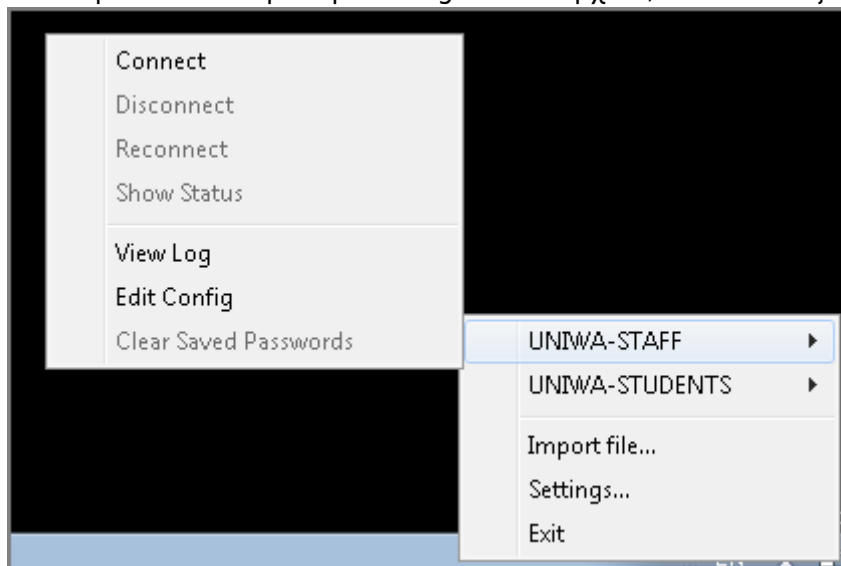 Connect
Disconnect
Reconnect
Show Status
View Log
Edit Config
Clear Saved Passwords
UNIWA-STAFF
UNIWA-STUDENTS
Import file...
Settings...
Exit